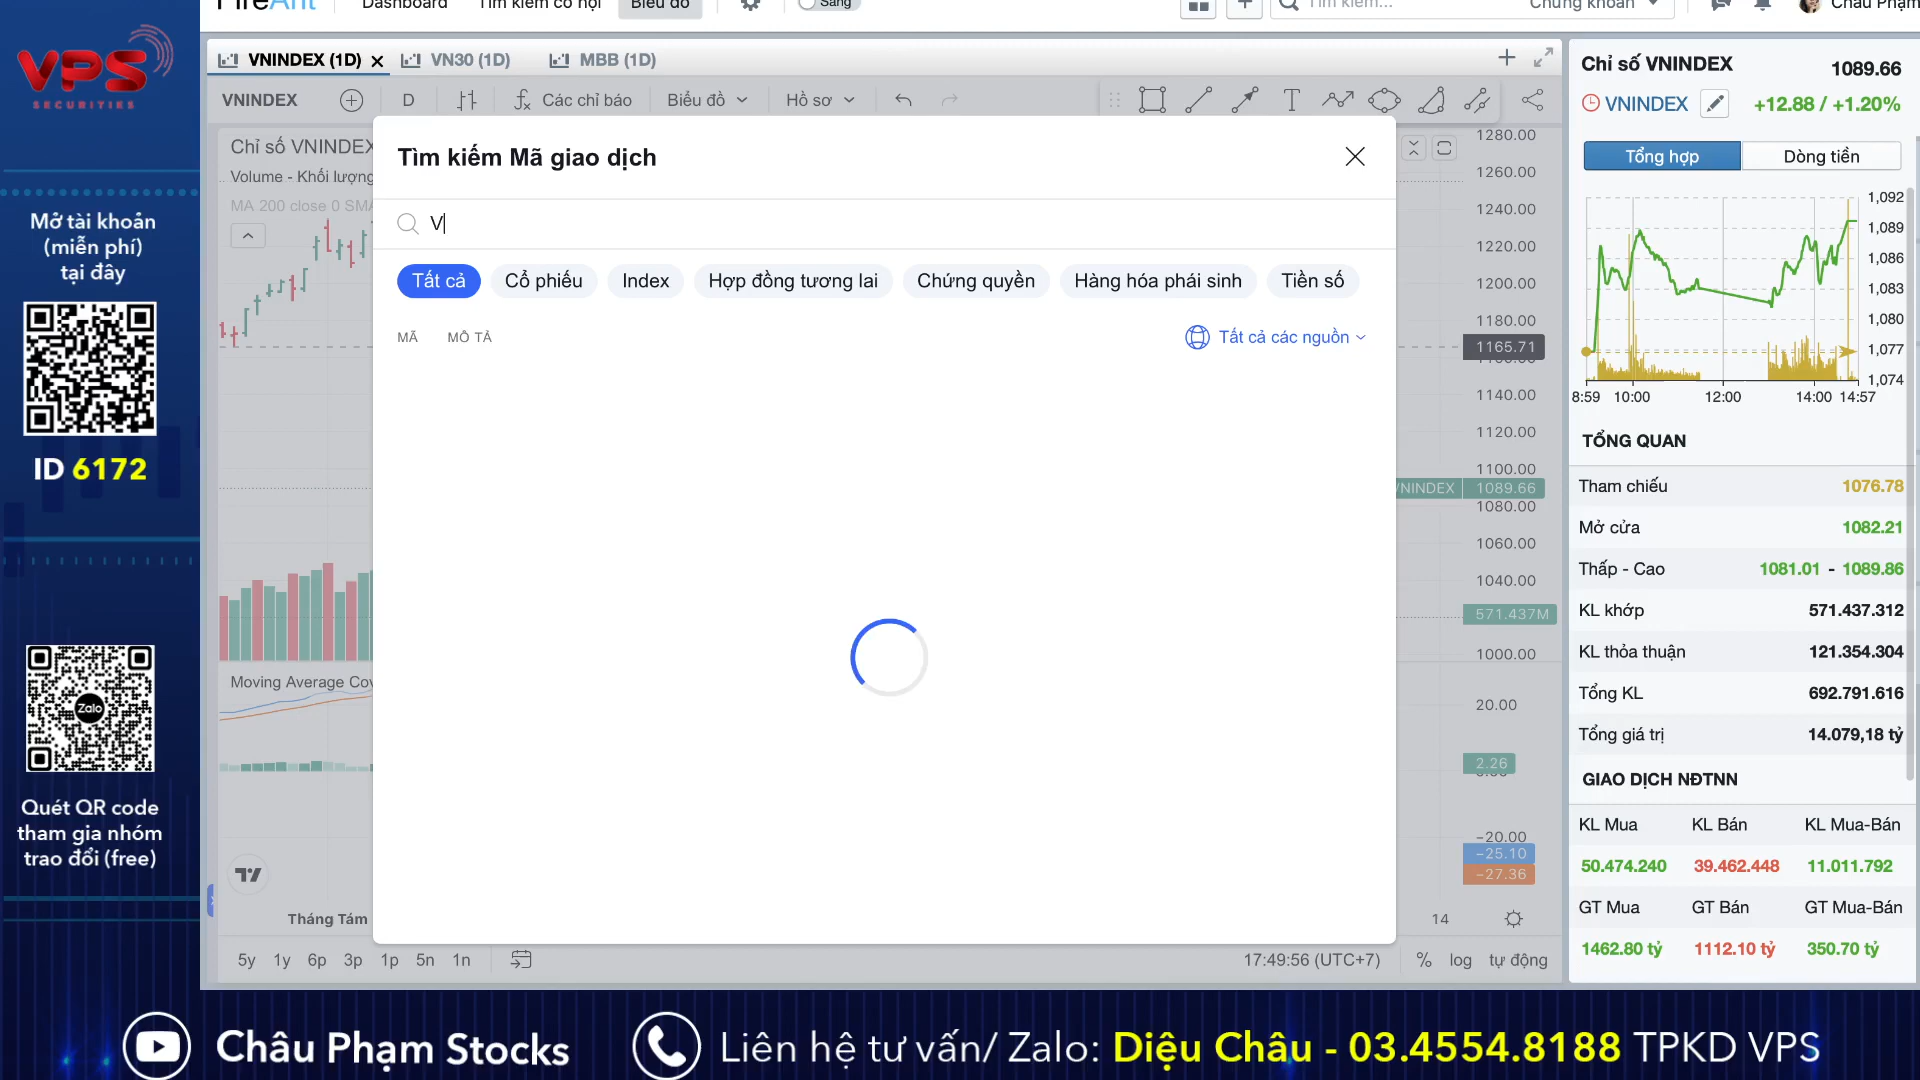 FireAnt Dashboard Tìm kiếm cơ hội Biểu đồ Sáng Tìm kiếm... Chứng khoán Châu Phạm
VPS
SECURITIES
Mở tài khoản
(miễn phí)
tại đây
ID 6172
Zalo
Quét QR code
tham gia nhóm
trao đổi (free)
VNINDEX (1D) VN30 (1D) MBB (1D)
VNINDEX D Các chỉ báo Biểu đồ Hồ sơ
Chỉ số VNINDEX
Volume - Khối lượng
MA 200 close 0 SMA
Tìm kiếm Mã giao dịch
V
Tất cả Cổ phiếu Index Hợp đồng tương lai Chứng quyền Hàng hóa phái sinh Tiền số
MÃ MÔ TẢ Tất cả các nguồn
Moving Average Cov
Tháng Tám
14
1280.00
1260.00
1240.00
1220.00
1200.00
1180.00
1165.71
1140.00
1120.00
1100.00
VNINDEX 1089.66
1080.00
1060.00
1040.00
571.437M
1000.00
20.00
2.26
−20.00
−25.10
−27.36
5y 1y 6p 3p 1p 5n 1n 17:49:56 (UTC+7) % log tự động
Chỉ số VNINDEX 1089.66
VNINDEX +12.88 / +1.20%
Tổng hợp Dòng tiền
1,092
1,089
1,086
1,083
1,080
1,077
1,074
8:59 10:00 12:00 14:00 14:57
TỔNG QUAN
Tham chiếu 1076.78
Mở cửa 1082.21
Thấp - Cao 1081.01 - 1089.86
KL khớp 571.437.312
KL thỏa thuận 121.354.304
Tổng KL 692.791.616
Tổng giá trị 14.079,18 tỷ
GIAO DỊCH NĐTNN
KL Mua KL Bán KL Mua-Bán
50.474.240 39.462.448 11.011.792
GT Mua GT Bán GT Mua-Bán
1462.80 tỷ 1112.10 tỷ 350.70 tỷ
Châu Phạm Stocks Liên hệ tư vấn/ Zalo: Diệu Châu - 03.4554.8188 TPKD VPS